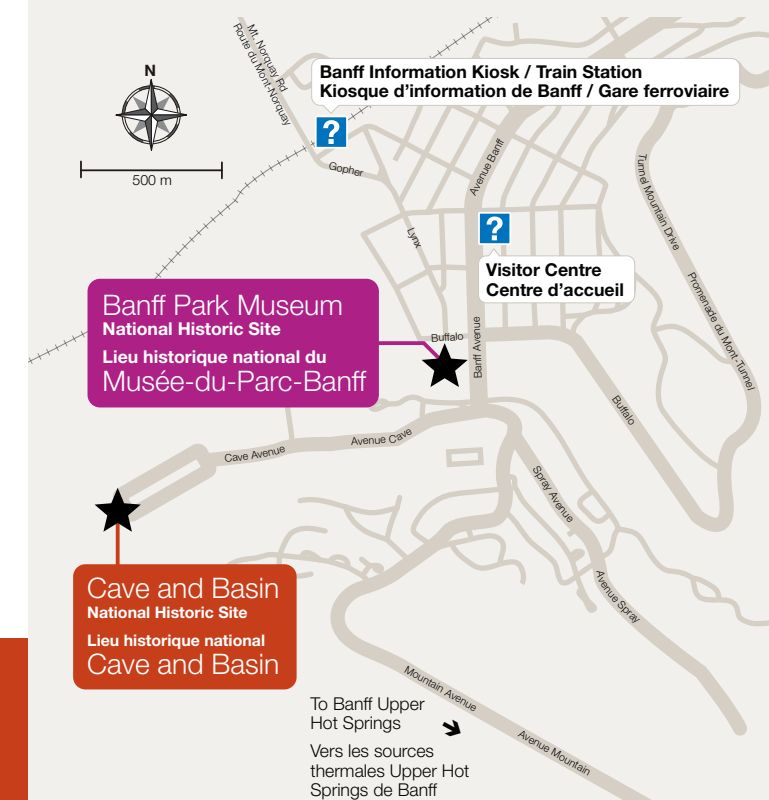 Mt. Norquay Rd
Route du Mont-Norquay
N
500 m
Banff Information Kiosk / Train Station
Kiosque d'information de Banff / Gare ferroviaire
?
Gopher
Avenue Banff
Lynx
?
Visitor Centre
Centre d'accueil
Tunnel Mountain Drive
Promenade du Mont-Tunnel
Banff Park Museum
National Historic Site
Lieu historique national du
Musée-du-Parc-Banff
Buffalo
Banff Avenue
Buffalo
Cave Avenue
Avenue Cave
Spray Avenue
Avenue Spray
Cave and Basin
National Historic Site
Lieu historique national
Cave and Basin
Mountain Avenue
Avenue Mountain
To Banff Upper
Hot Springs
Vers les sources
thermales Upper Hot
Springs de Banff